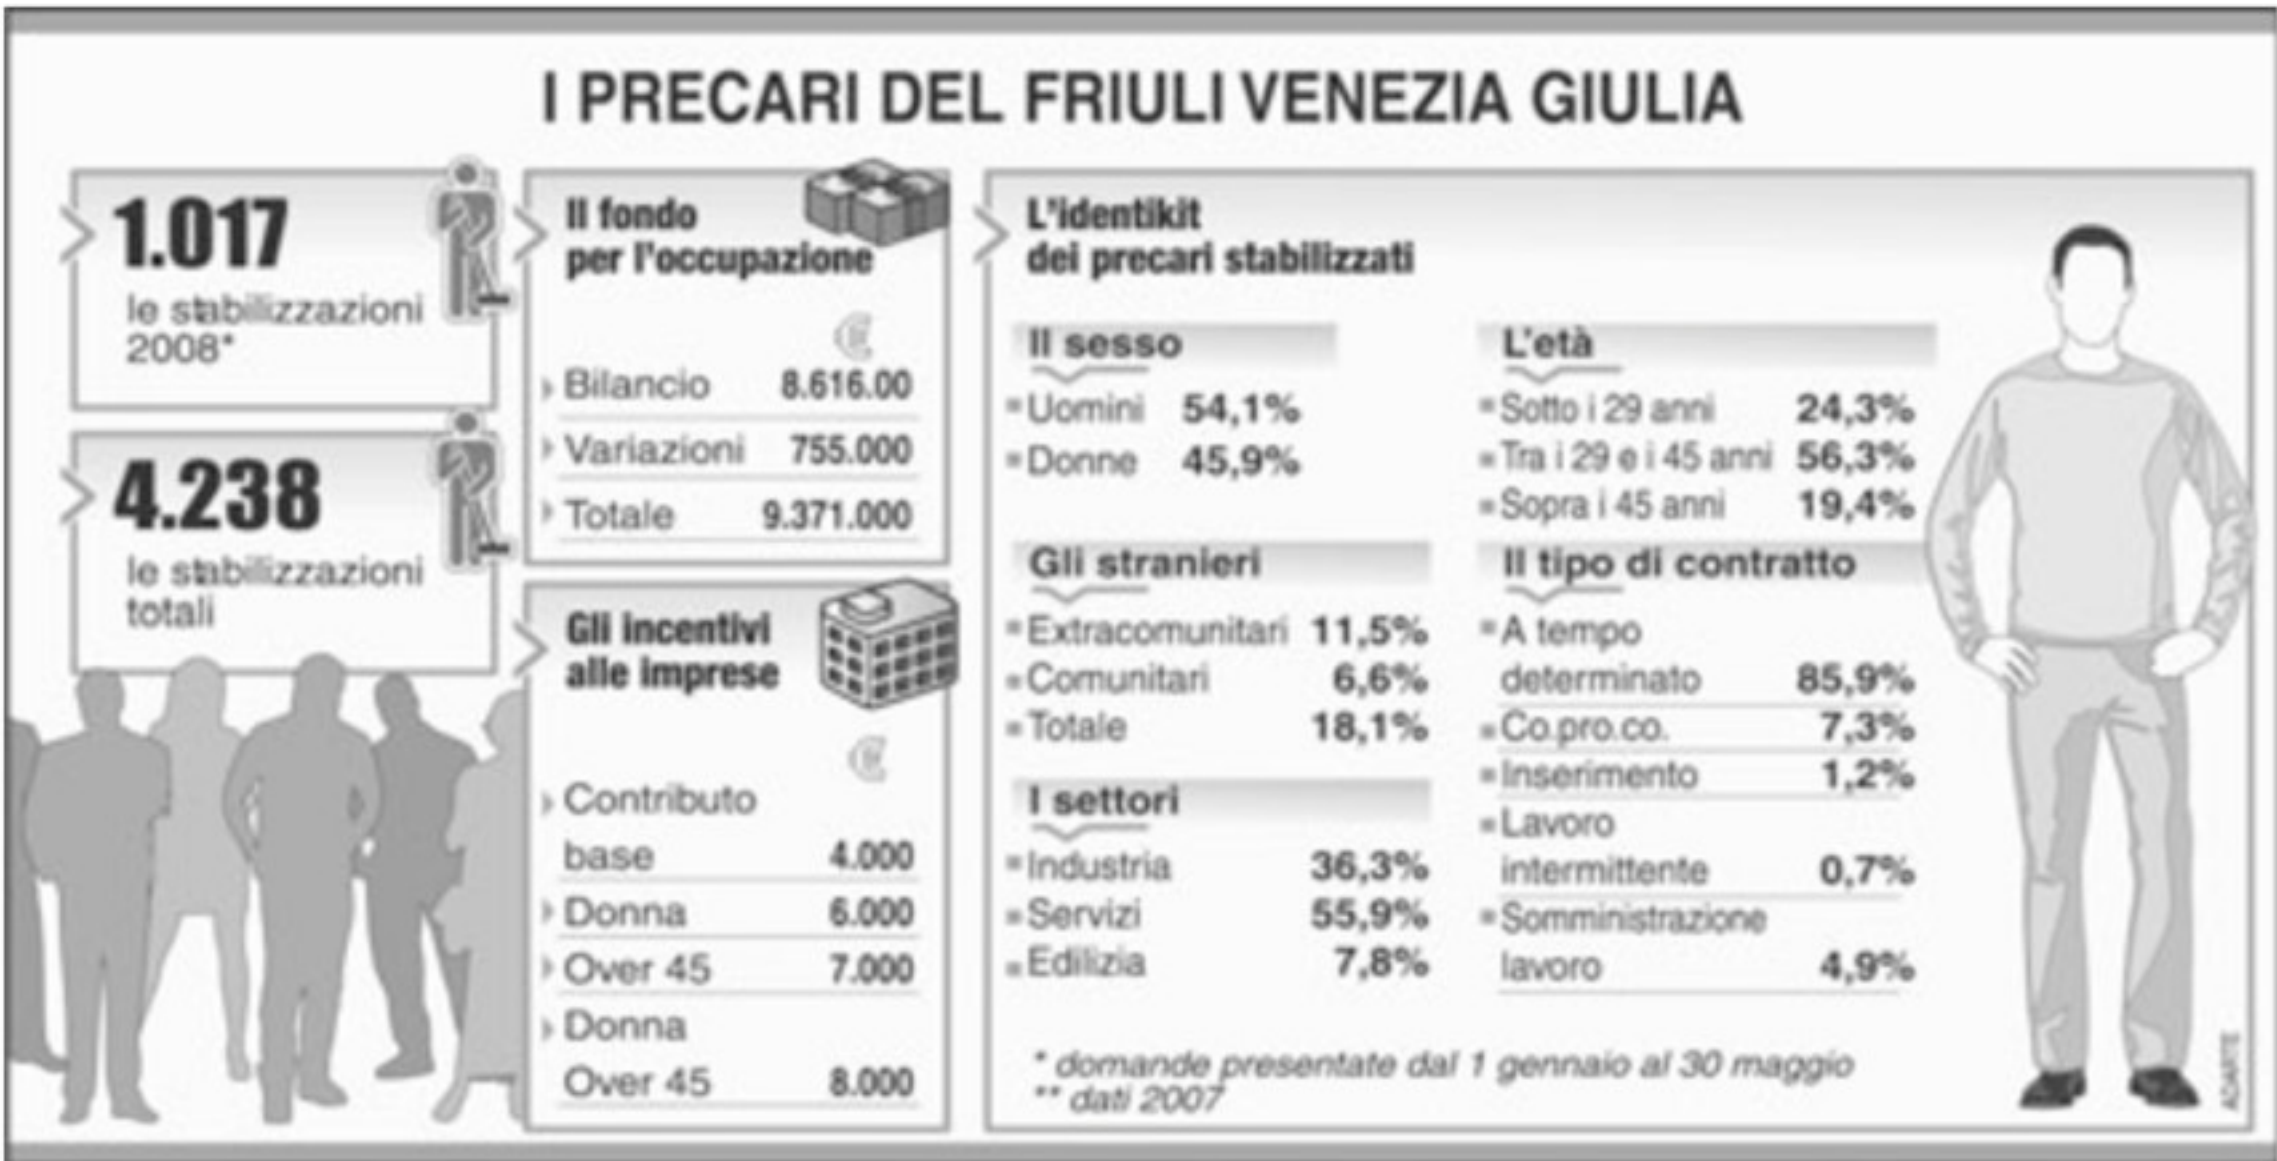 I PRECARI DEL FRIULI VENEZIA GIULIA
1.017
le stabilizzazioni
2008*
4.238
le stabilizzazioni
totali
Il fondo
per l'occupazione
€
Bilancio 8.616.00
Variazioni 755.000
Totale 9.371.000
Gli incentivi
alle imprese
€
Contributo
base 4.000
Donna 6.000
Over 45 7.000
Donna
Over 45 8.000
L'identikit
dei precari stabilizzati
Il sesso
Uomini 54,1%
Donne 45,9%
Gli stranieri
Extracomunitari 11,5%
Comunitari 6,6%
Totale 18,1%
I settori
Industria 36,3%
Servizi 55,9%
Edilizia 7,8%
L'età
Sotto i 29 anni 24,3%
Tra i 29 e i 45 anni 56,3%
Sopra i 45 anni 19,4%
Il tipo di contratto
A tempo
determinato 85,9%
Co.pro.co. 7,3%
Inserimento 1,2%
Lavoro
intermittente 0,7%
Somministrazione
lavoro 4,9%
* domande presentate dal 1 gennaio al 30 maggio
** dati 2007
ADARTE